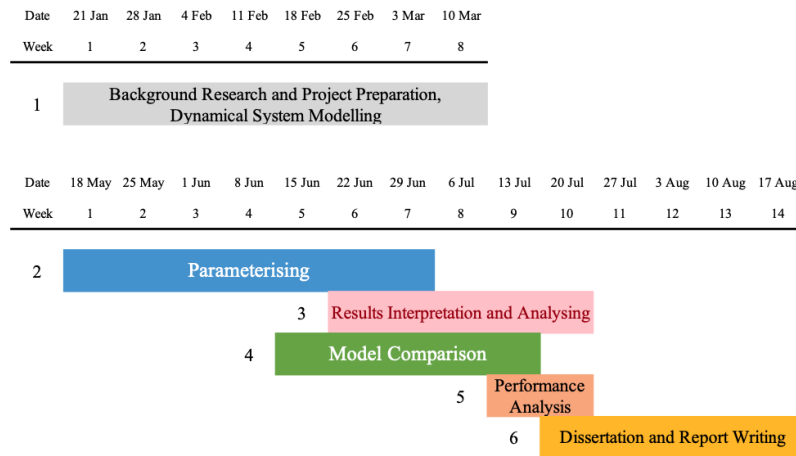 Date 21 Jan 28 Jan 4 Feb 11 Feb 18 Feb 25 Feb 3 Mar 10 Mar
Week 1 2 3 4 5 6 7 8
1 Background Research and Project Preparation,
Dynamical System Modelling
Date 18 May 25 May 1 Jun 8 Jun 15 Jun 22 Jun 29 Jun 6 Jul 13 Jul 20 Jul 27 Jul 3 Aug 10 Aug 17 Aug
Week 1 2 3 4 5 6 7 8 9 10 11 12 13 14
2 Parameterising
3 Results Interpretation and Analysing
4 Model Comparison
5 Performance
Analysis
6 Dissertation and Report Writing